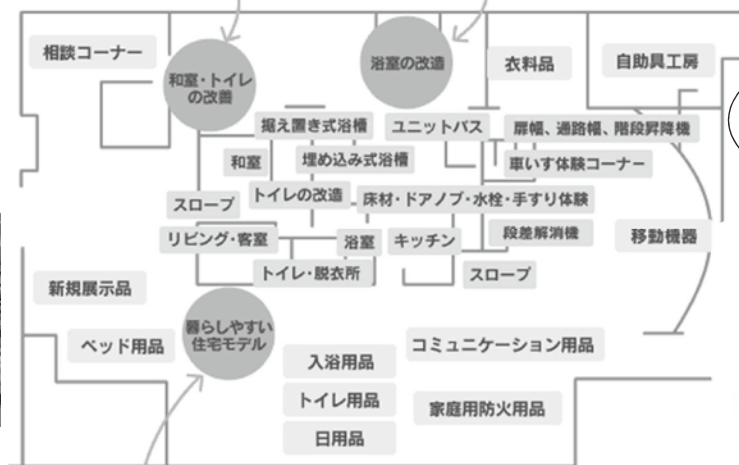 相談コーナー
和室・トイレ
の改善
浴室の改造
衣料品
自助具工房
据え置き式浴槽
ユニットバス
扉幅、通路幅、階段昇降機
和室
埋め込み式浴槽
車いす体験コーナー
トイレの改造
床材・ドアノブ・水栓・手すり体験
スロープ
リビング・客室
浴室
キッチン
段差解消機
移動機器
トイレ・脱衣所
スロープ
新規展示品
暮らしやすい
住宅モデル
ベッド用品
入浴用品
コミュニケーション用品
トイレ用品
家庭用防火用品
日用品